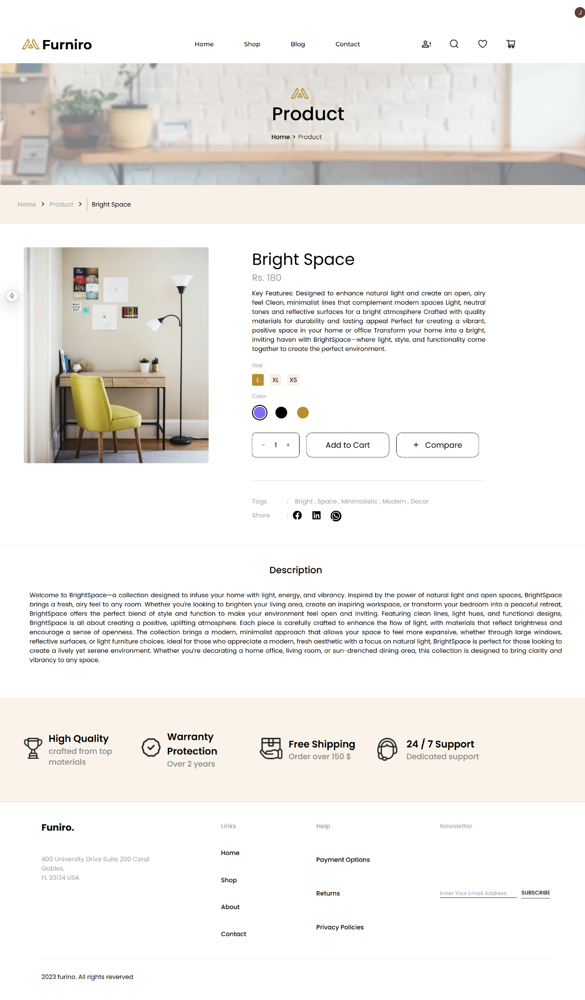 J
Furniro
Home
Shop
Blog
Contact
Product
Home > Product
Home > Product > Bright Space
The
LIFE
Bright Space
Rs. 180
Key Features: Designed to enhance natural light and create an open, airy
feel Clean, minimalist lines that complement modern spaces Light, neutral
tones and reflective surfaces for a bright atmosphere Crafted with quality
materials for durability and lasting appeal Perfect for creating a vibrant,
positive space in your home or office Transform your home into a bright,
inviting haven with BrightSpace—where light, style, and functionality come
together to create the perfect environment.
Size
L
XL
XS
Color
- 1 +
Add to Cart
+ Compare
Tags : Bright , Space , Minimalistic , Modern , Decor
Share :
Description
Welcome to BrightSpace—a collection designed to infuse your home with light, energy, and vibrancy. Inspired by the power of natural light and open spaces, BrightSpace
brings a fresh, airy feel to any room. Whether you're looking to brighten your living area, create an inspiring workspace, or transform your bedroom into a peaceful retreat,
BrightSpace offers the perfect blend of style and function to make your environment feel open and inviting. Featuring clean lines, light hues, and functional designs,
BrightSpace is all about creating a positive, uplifting atmosphere. Each piece is carefully crafted to enhance the flow of light, with materials that reflect brightness and
encourage a sense of openness. The collection brings a modern, minimalist approach that allows your space to feel more expansive, whether through large windows,
reflective surfaces, or light furniture choices. Ideal for those who appreciate a modern, fresh aesthetic with a focus on natural light, BrightSpace is perfect for those looking to
create a lively yet serene environment. Whether you’re decorating a home office, living room, or sun-drenched dining area, this collection is designed to bring clarity and
vibrancy to any space.
High Quality
crafted from top
materials
Warranty
Protection
Over 2 years
Free Shipping
Order over 150 $
24 / 7 Support
Dedicated support
Funiro.
400 University Drive Suite 200 Coral
Gables,
FL 33134 USA
Links
Home
Shop
About
Contact
Help
Payment Options
Returns
Privacy Policies
Newsletter
Enter Your Email Address
SUBSCRIBE
2023 furino. All rights reverved